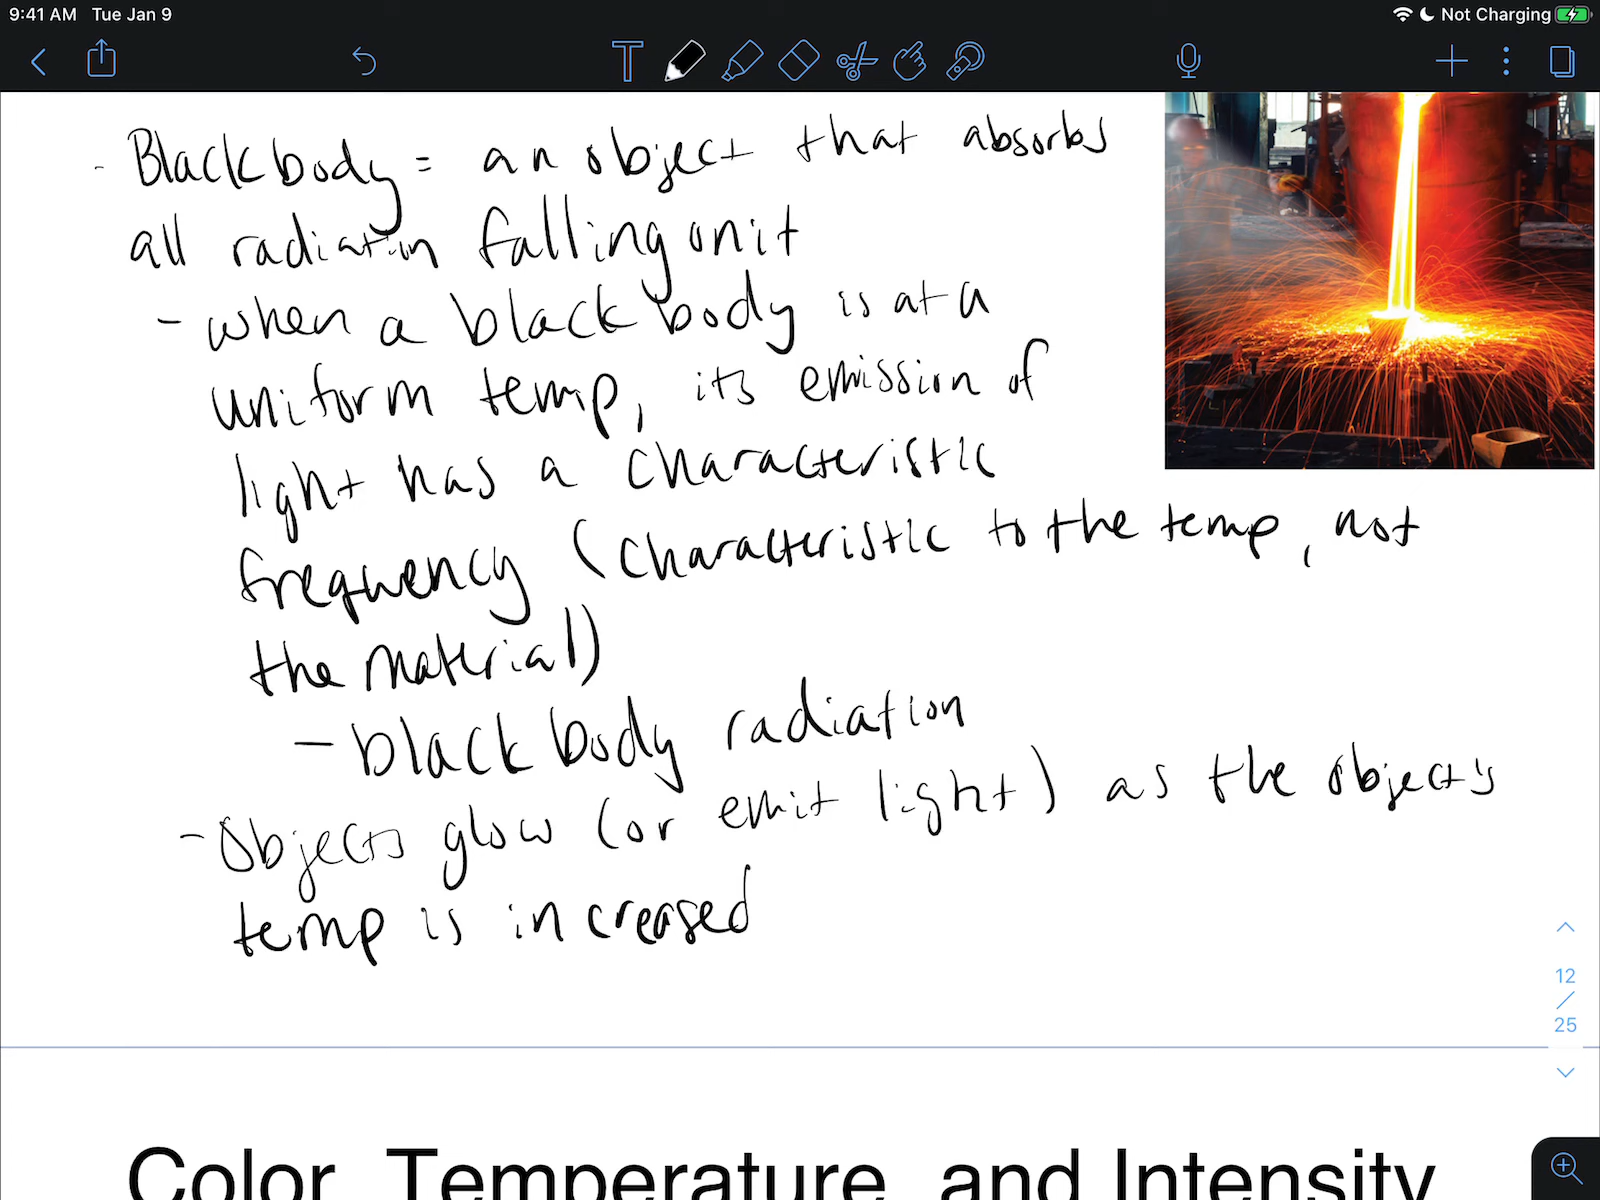 9:41 AM Tue Jan 9 Not Charging
- Blackbody = an object that absorbs
all radiation falling on it
- when a black body is at a
uniform temp, its emission of
light has a characteristic
frequency (characteristic to the temp, not
the material)
- black body radiation
- Objects glow (or emit light) as the object's
temp is increased
12
/
25
Color, Temperature, and Intensity